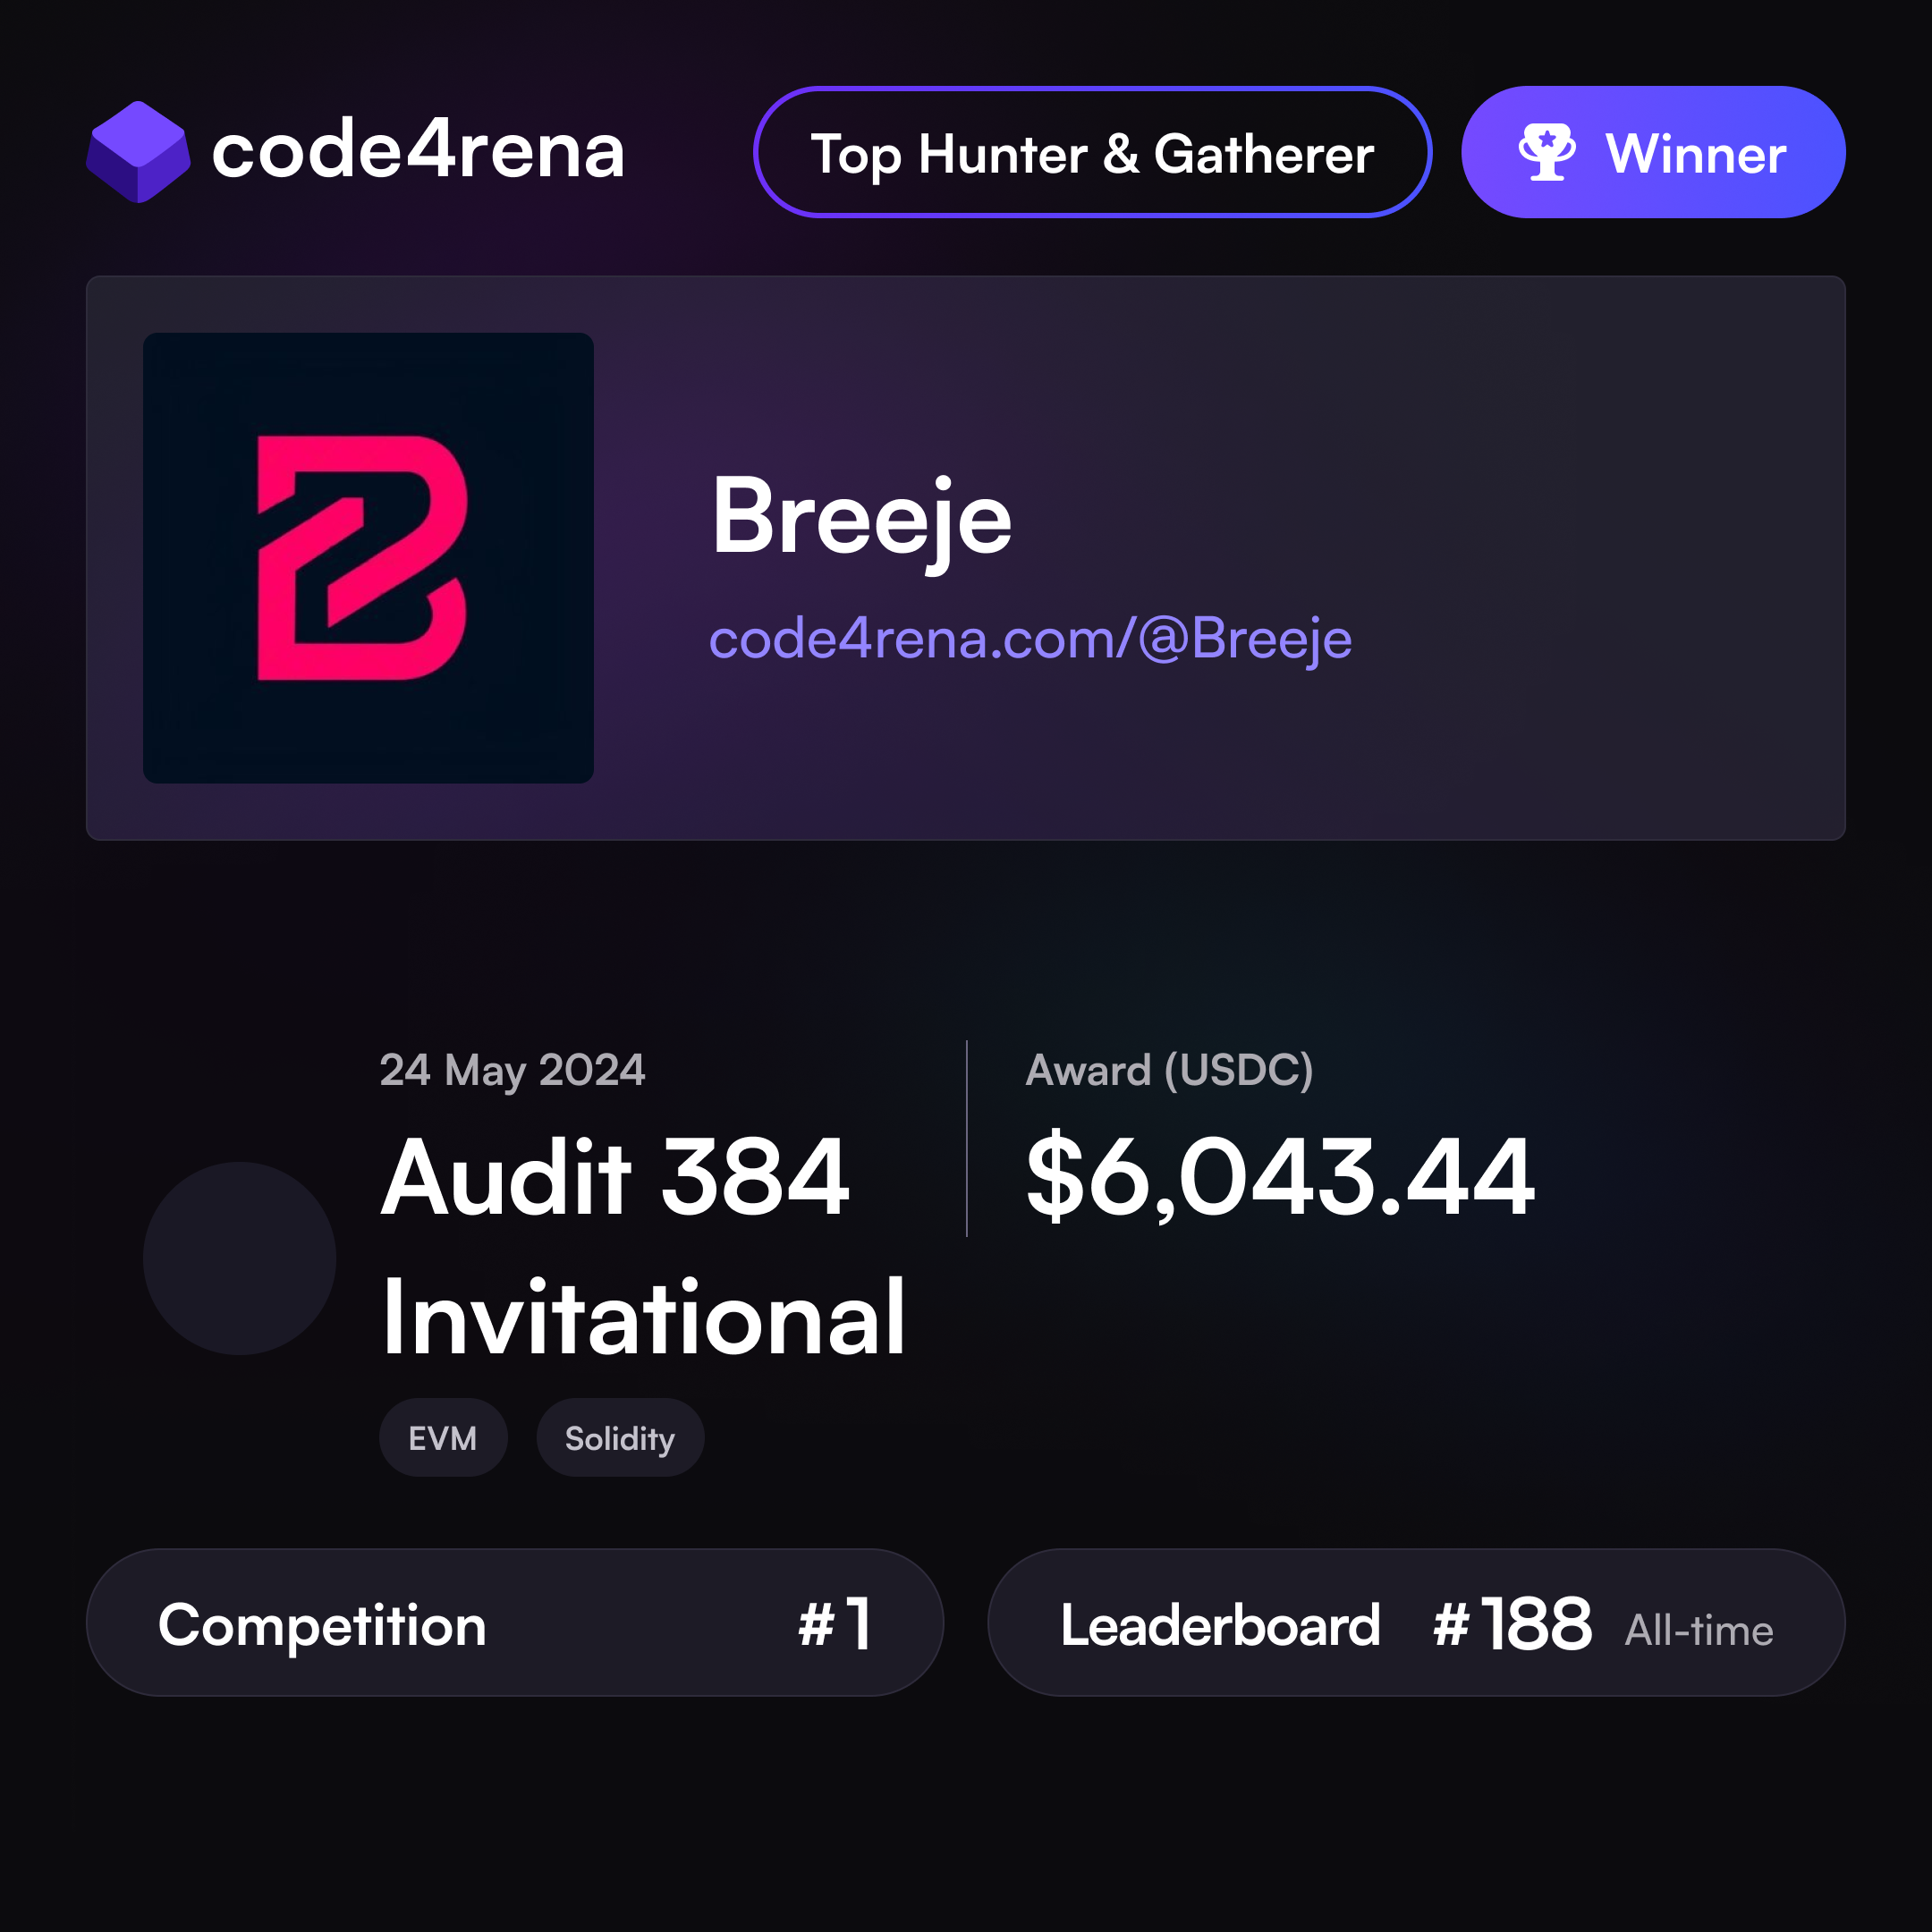 code4rena
Top Hunter & Gatherer
Winner
Breeje
code4rena.com/@Breeje
24 May 2024
Audit 384
Invitational
EVM
Solidity
Award (USDC)
$6,043.44
Competition
#1
Leaderboard
#188
All-time